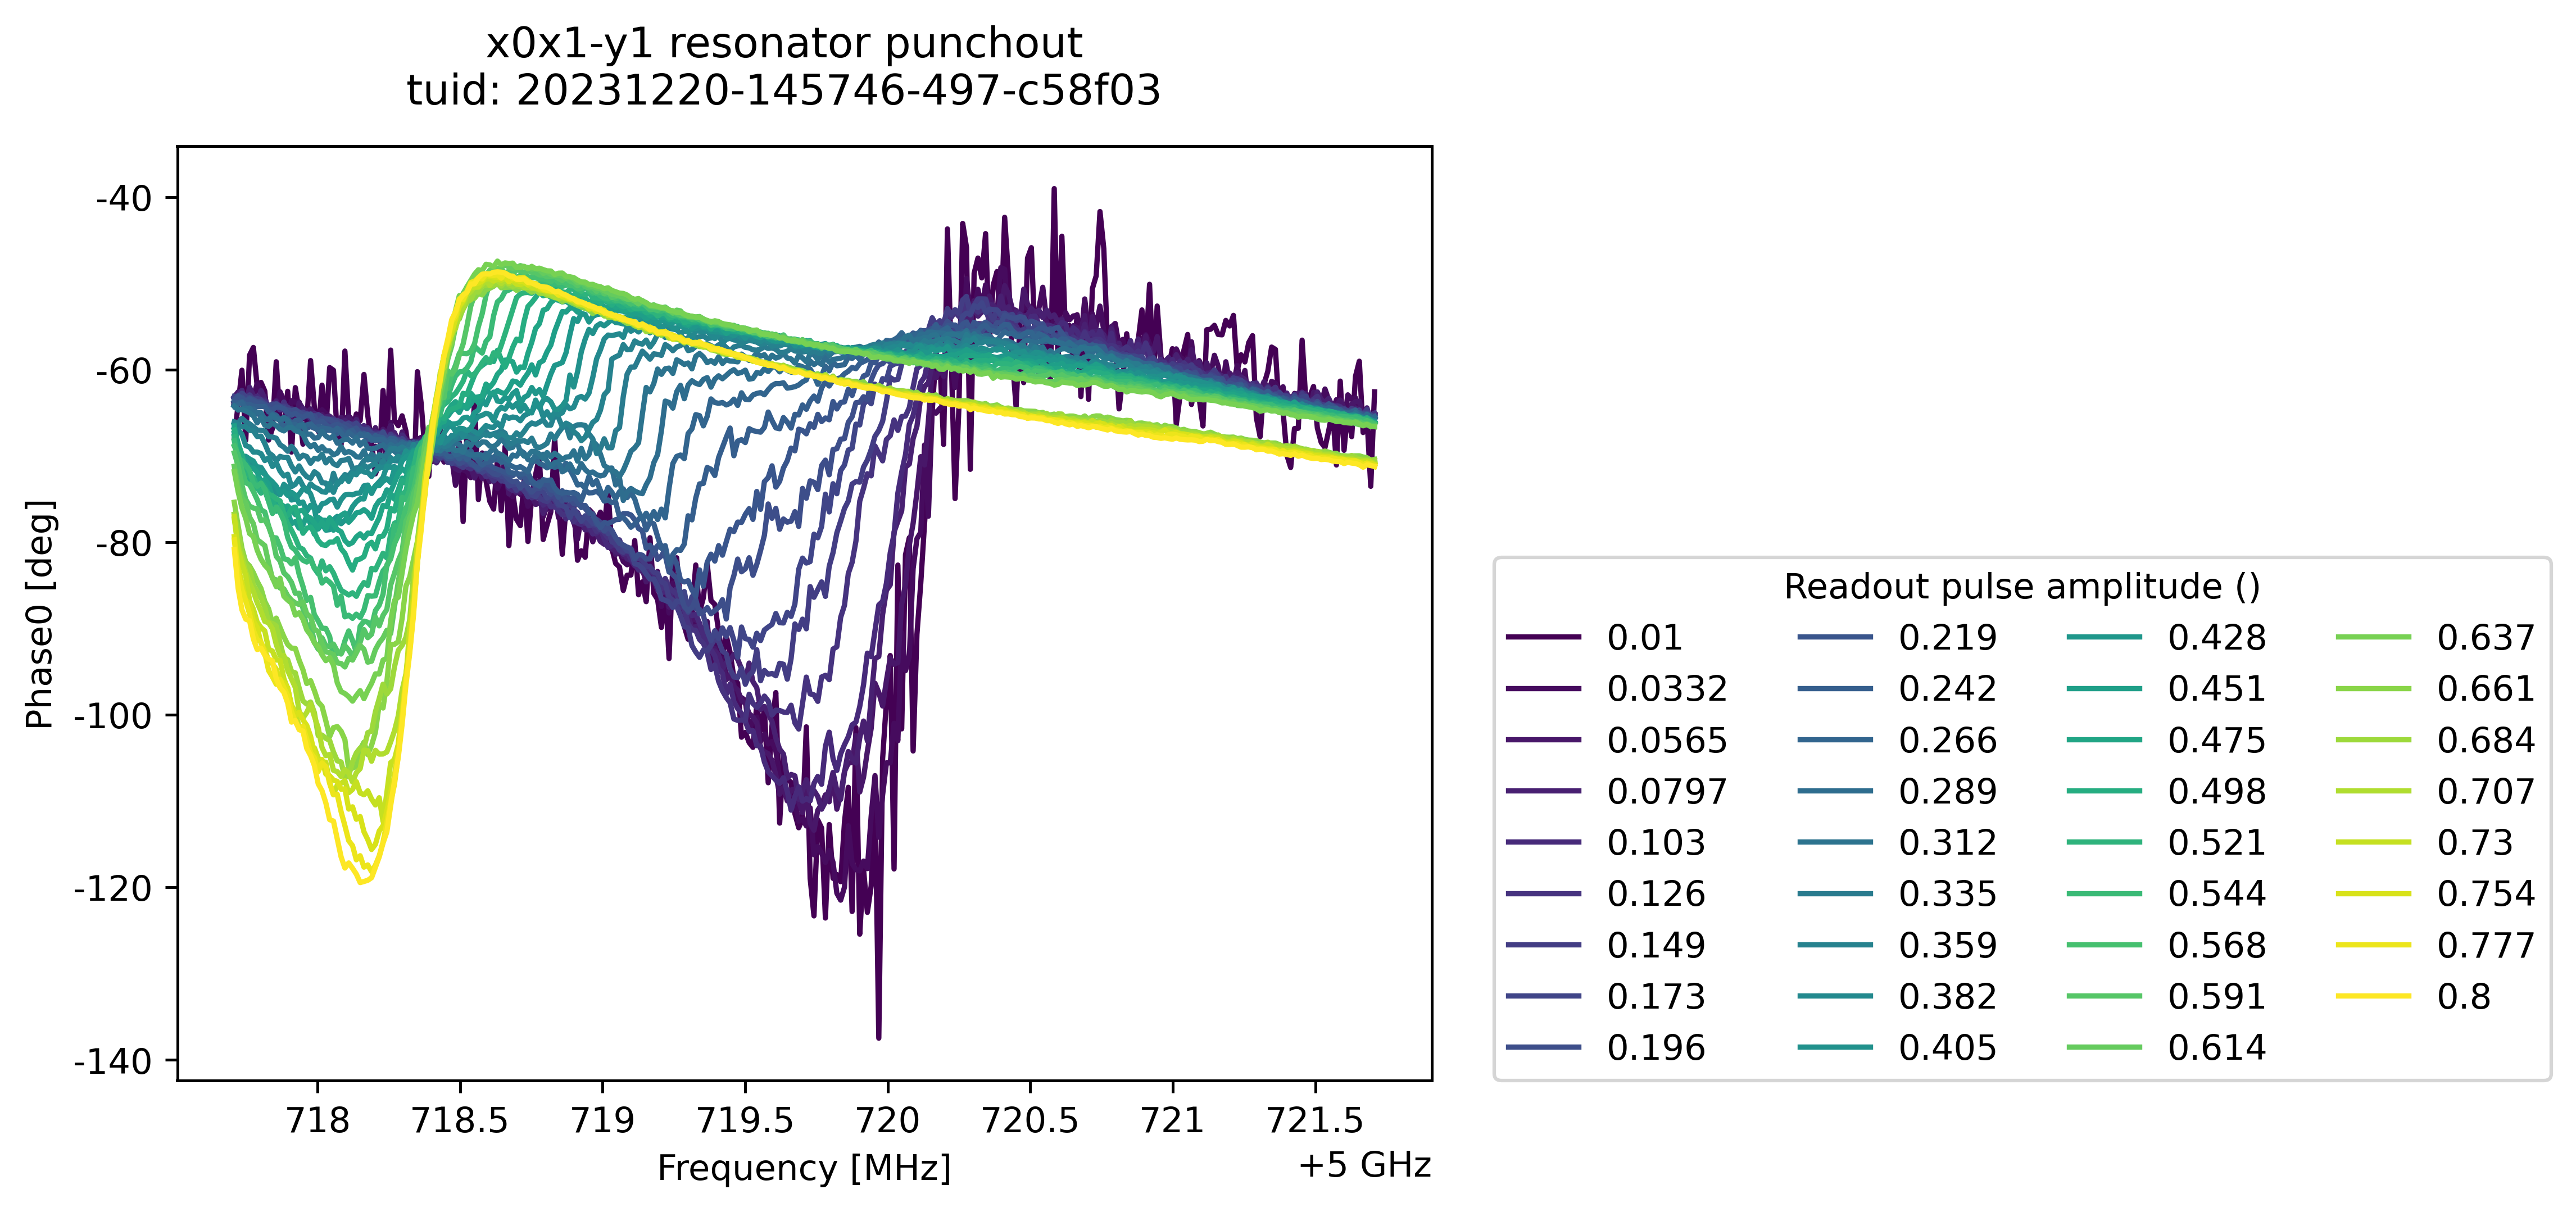 x0x1-y1 resonator punchout
tuid: 20231220-145746-497-c58f03
Phase0 [deg]
-40
-60
-80
-100
-120
-140
718 718.5 719 719.5 720 720.5 721 721.5
Frequency [MHz]
+5 GHz
Readout pulse amplitude ()
0.01 0.219 0.428 0.637
0.0332 0.242 0.451 0.661
0.0565 0.266 0.475 0.684
0.0797 0.289 0.498 0.707
0.103 0.312 0.521 0.73
0.126 0.335 0.544 0.754
0.149 0.359 0.568 0.777
0.173 0.382 0.591 0.8
0.196 0.405 0.614